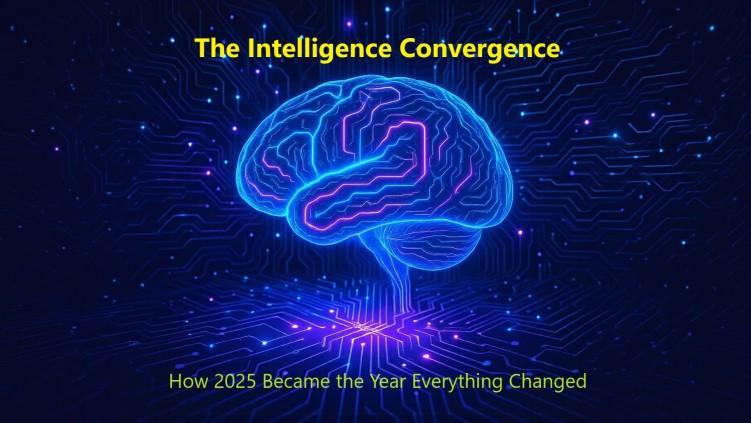 The Intelligence Convergence
How 2025 Became the Year Everything Changed